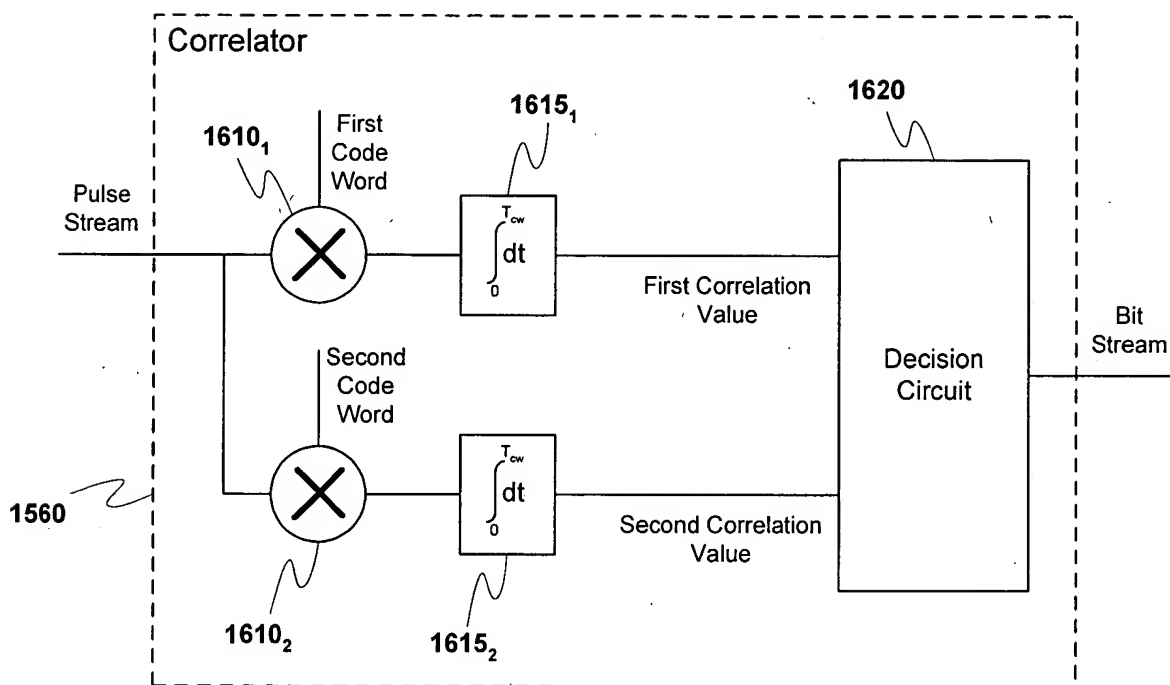 Correlator
1610₁
First
Code
Word
1615₁
1620
Pulse
Stream
T_cw
∫ dt
0
First Correlation
Value
Decision
Circuit
Bit
Stream
Second
Code
Word
T_cw
∫ dt
0
Second Correlation
Value
1560
1610₂
1615₂